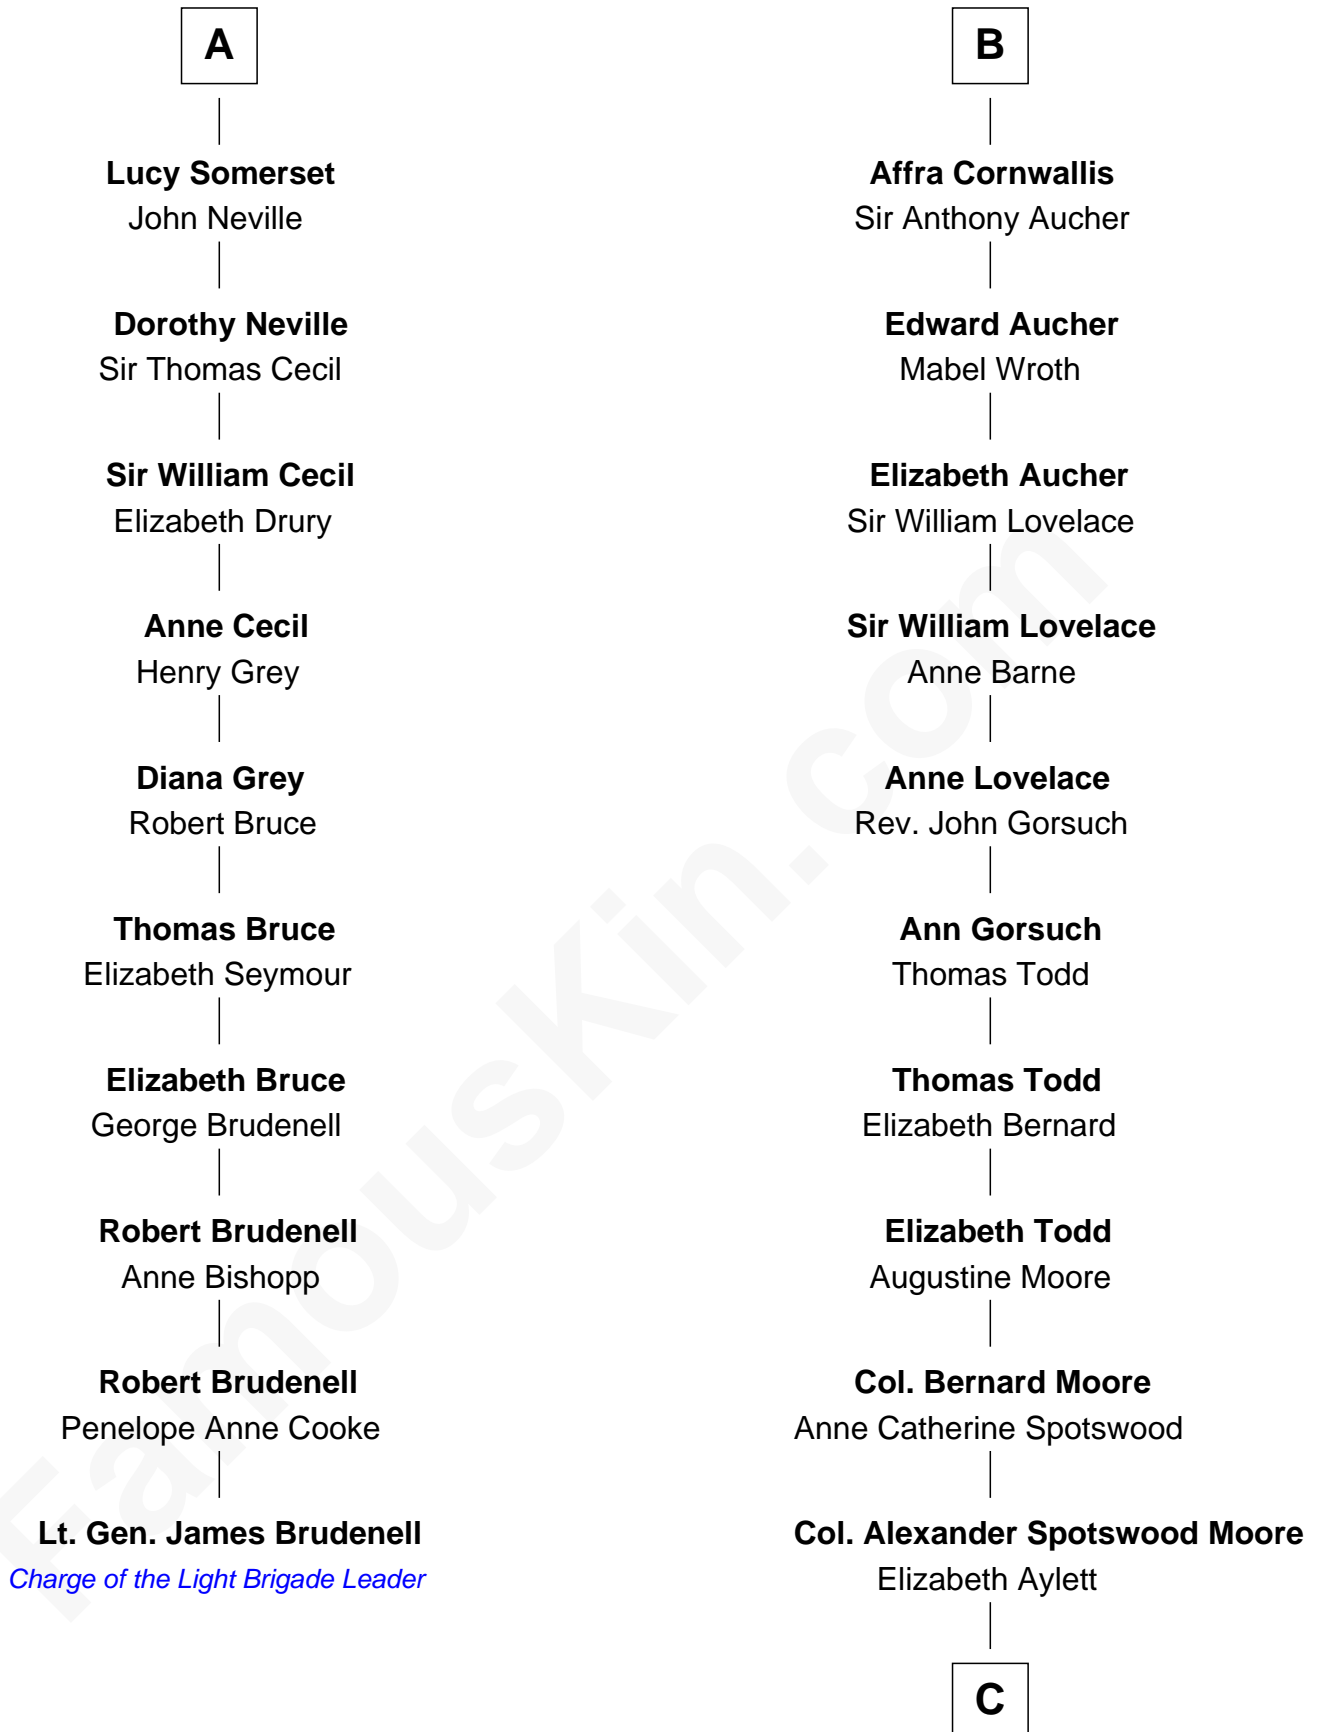 A
Lucy Somerset
John Neville
Dorothy Neville
Sir Thomas Cecil
Sir William Cecil
Elizabeth Drury
Anne Cecil
Henry Grey
Diana Grey
Robert Bruce
Thomas Bruce
Elizabeth Seymour
Elizabeth Bruce
George Brudenell
Robert Brudenell
Anne Bishopp
Robert Brudenell
Penelope Anne Cooke
Lt. Gen. James Brudenell
Charge of the Light Brigade Leader
B
Affra Cornwallis
Sir Anthony Aucher
Edward Aucher
Mabel Wroth
Elizabeth Aucher
Sir William Lovelace
Sir William Lovelace
Anne Barne
Anne Lovelace
Rev. John Gorsuch
Ann Gorsuch
Thomas Todd
Thomas Todd
Elizabeth Bernard
Elizabeth Todd
Augustine Moore
Col. Bernard Moore
Anne Catherine Spotswood
Col. Alexander Spotswood Moore
Elizabeth Aylett
C
FamousKin.com